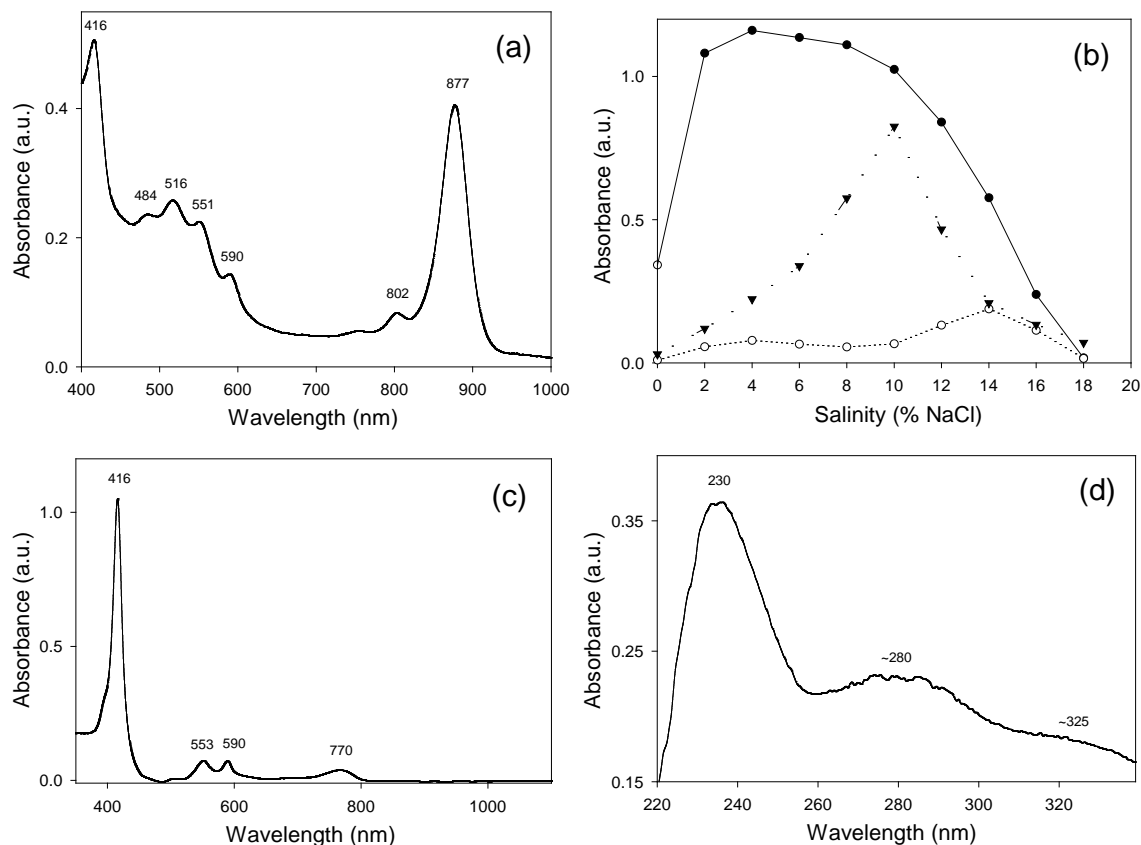 (a)
416
877
484
516
551
590
802
0.4
0.2
0.0
Absorbance (a.u.)
400 500 600 700 800 900 1000
Wavelength (nm)
(b)
1.0
0.5
0.0
Absorbance (a.u.)
0 2 4 6 8 10 12 14 16 18 20
Salinity (% NaCl)
(c)
416
553
590
770
1.0
0.5
0.0
Absorbance (a.u.)
400 600 800 1000
Wavelength (nm)
(d)
230
~280
~325
0.35
0.25
0.15
Absorbance (a.u.)
220 240 260 280 300 320
Wavelength (nm)